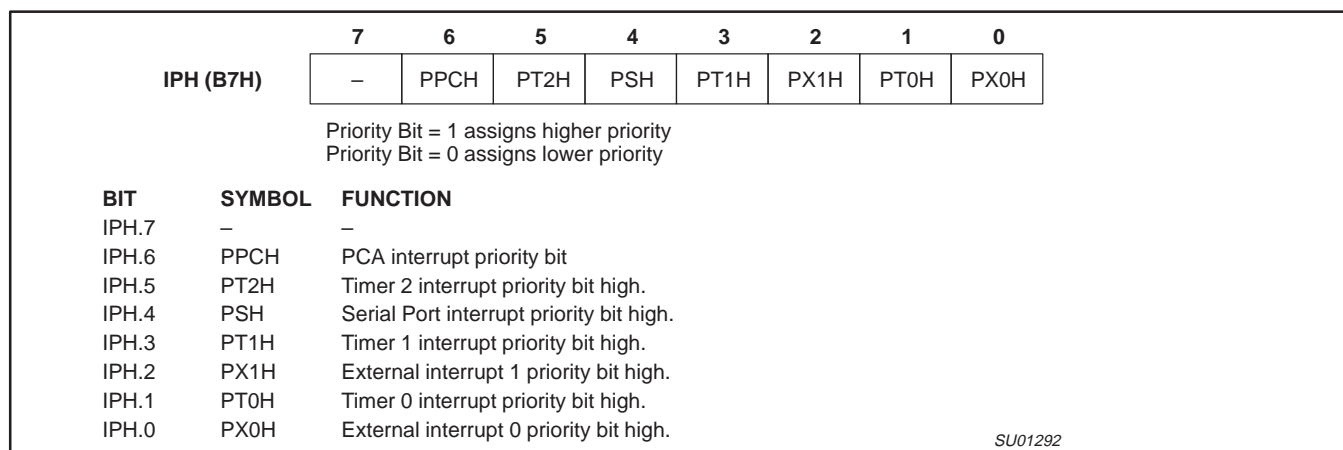 7 6 5 4 3 2 1 0
IPH (B7H) – PPCH PT2H PSH PT1H PX1H PT0H PX0H
Priority Bit = 1 assigns higher priority
Priority Bit = 0 assigns lower priority
BIT SYMBOL FUNCTION
IPH.7 – –
IPH.6 PPCH PCA interrupt priority bit
IPH.5 PT2H Timer 2 interrupt priority bit high.
IPH.4 PSH Serial Port interrupt priority bit high.
IPH.3 PT1H Timer 1 interrupt priority bit high.
IPH.2 PX1H External interrupt 1 priority bit high.
IPH.1 PT0H Timer 0 interrupt priority bit high.
IPH.0 PX0H External interrupt 0 priority bit high.
SU01292